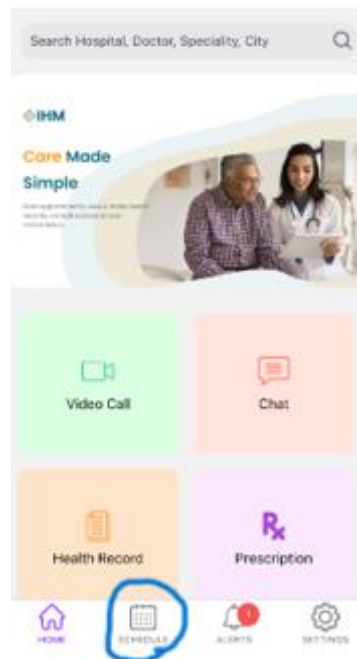 Search Hospital, Doctor, Speciality, City
IHM
Care Made
Simple
Video Call
Chat
Health Record
Prescription
HOME
SCHEDULE
ALERTS
SETTINGS